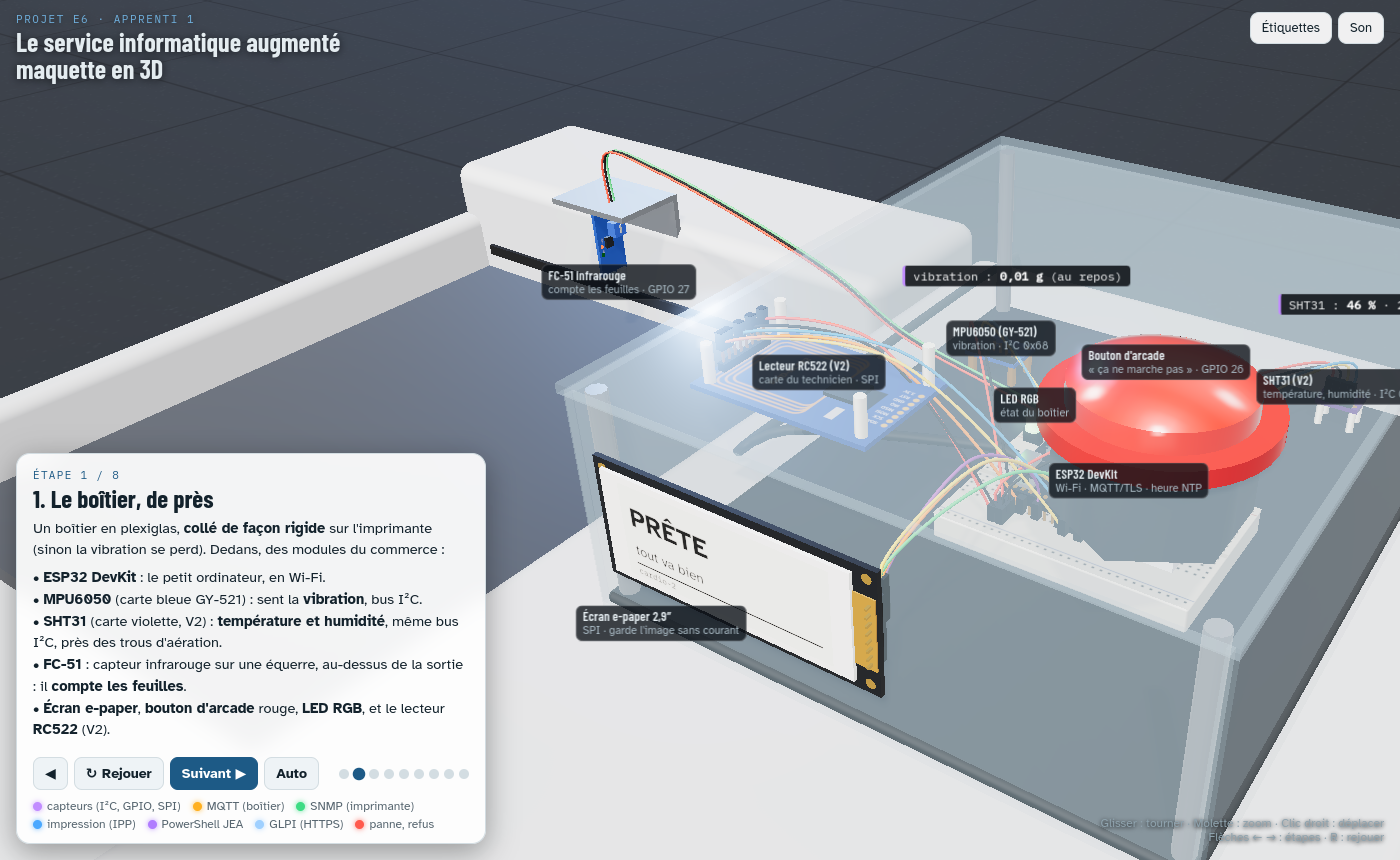 PROJET E6 · APPRENTI 1
Le service informatique augmenté
maquette en 3D
Étiquettes
Son
FC-51 infrarouge
compte les feuilles · GPIO 27
vibration : 0,01 g (au repos)
SHT31 : 46 % ·
MPU6050 (GY-521)
vibration · I²C 0x68
Bouton d'arcade
« ça ne marche pas » · GPIO 26
Lecteur RC522 (V2)
carte du technicien · SPI
SHT31 (V2)
température, humidité · I²C
LED RGB
état du boîtier
ESP32 DevKit
Wi-Fi · MQTT/TLS · heure NTP
PRÊTE
tout va bien
Écran e-paper 2,9"
SPI · garde l'image sans courant
ÉTAPE 1 / 8
1. Le boîtier, de près
Un boîtier en plexiglas, collé de façon rigide sur l'imprimante
(sinon la vibration se perd). Dedans, des modules du commerce :
• ESP32 DevKit : le petit ordinateur, en Wi-Fi.
• MPU6050 (carte bleue GY-521) : sent la vibration, bus I²C.
• SHT31 (carte violette, V2) : température et humidité, même bus
I²C, près des trous d'aération.
• FC-51 : capteur infrarouge sur une équerre, au-dessus de la sortie
: il compte les feuilles.
• Écran e-paper, bouton d'arcade rouge, LED RGB, et le lecteur
RC522 (V2).
◀
↻ Rejouer
Suivant ▶
Auto
capteurs (I²C, GPIO, SPI)
MQTT (boîtier)
SNMP (imprimante)
impression (IPP)
PowerShell JEA
GLPI (HTTPS)
panne, refus
Glisser : tourner · Molette : zoom · Clic droit : déplacer
Flèches ← → : étapes · R : rejouer